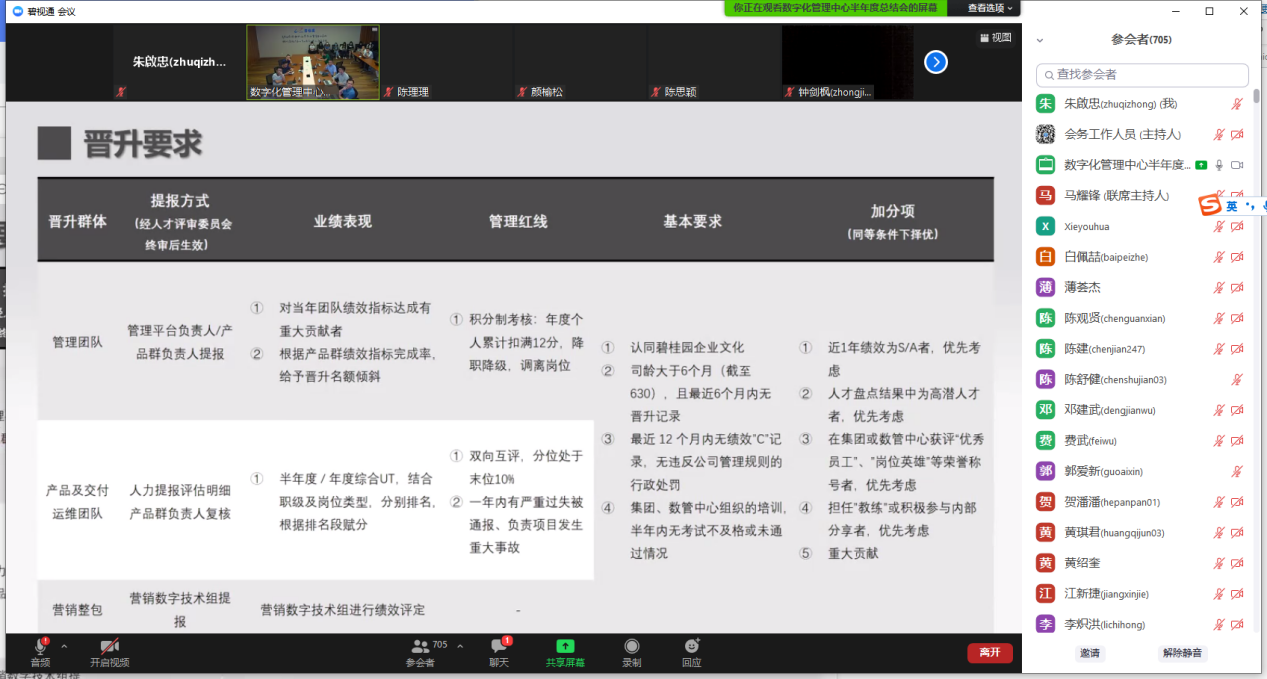 碧视通 会议
你正在观看数字化管理中心半年度总结会的屏幕
查看选项
朱啟忠(zhuqizh...
数字化管理中心...
陈理理
颜榆松
陈思颖
钟剑枫(zhongji...
视图
晋升要求
晋升群体
提报方式
(经人才评审委员会
终审后生效)
业绩表现
管理红线
基本要求
加分项
(同等条件下择优)
管理团队
管理平台负责人/产
品群负责人提报
① 对当年团队绩效指标达成有
重大贡献者
② 根据产品群绩效指标完成率,
给予晋升名额倾斜
① 积分制考核：年度个
人累计扣满12分，降
职降级，调离岗位
产品及交付
运维团队
人力提报评估明细
产品群负责人复核
① 半年度 / 年度综合UT，结合
职级及岗位类型，分别排名,
根据排名段赋分
① 双向互评，分位处于
末位10%
② 一年内有严重过失被
通报、负责项目发生
重大事故
① 认同碧桂园企业文化
② 司龄大于6个月（截至
630），且最近6个月内无
晋升记录
③ 最近 12 个月内无绩效"C"记
录，无违反公司管理规则的
行政处罚
④ 集团、数管中心组织的培训,
半年内无考试不及格或未通
过情况
① 近1年绩效为S/A者，优先考
虑
② 人才盘点结果中为高潜人才
者，优先考虑
③ 在集团或数管中心获评"优秀
员工"、"岗位英雄"等荣誉称
号者，优先考虑
④ 担任"教练"或积极参与内部
分享者，优先考虑
⑤ 重大贡献
营销整包
营销数字技术组提
报
营销数字技术组进行绩效评定
-
音频
开启视频
705
参会者
1
聊天
共享屏幕
录制
回应
离开
参会者(705)
查找参会者
朱 朱啟忠(zhuqizhong) (我)
会务工作人员 (主持人)
数字化管理中心半年度...
马 马耀锋 (联席主持人)
英
X Xieyouhua
白 白佩喆(baipeizhe)
薄 薄荟杰
陈 陈观贤(chenguanxian)
陈 陈建(chenjian247)
陈 陈舒健(chenshujian03)
邓 邓建武(dengjianwu)
费 费武(feiwu)
郭 郭爱新(guoaixin)
贺 贺潘潘(hepanpan01)
黄 黄琪君(huangqijun03)
黄 黄绍奎
江 江新捷(jiangxinjie)
李 李炽洪(lichihong)
邀请
解除静音